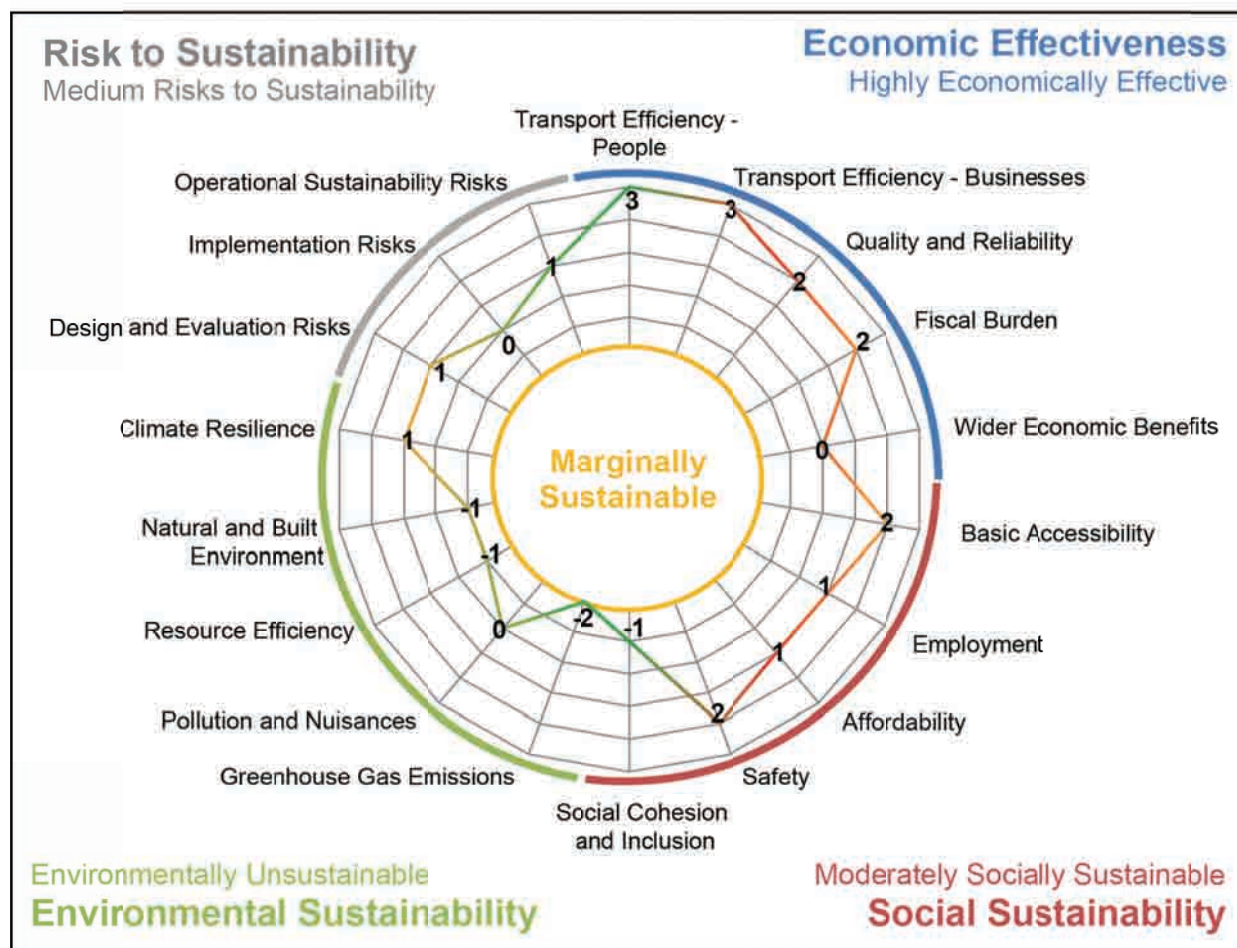 Risk to Sustainability
Medium Risks to Sustainability
Economic Effectiveness
Highly Economically Effective
Transport Efficiency -
People
Transport Efficiency - Businesses
Quality and Reliability
Fiscal Burden
Wider Economic Benefits
Basic Accessibility
Employment
Affordability
Safety
Social Cohesion
and Inclusion
Greenhouse Gas Emissions
Pollution and Nuisances
Resource Efficiency
Natural and Built
Environment
Climate Resilience
Design and Evaluation Risks
Implementation Risks
Operational Sustainability Risks
3
3
2
2
0
2
1
1
2
-1
-2
0
-1
-1
1
1
0
1
Marginally
Sustainable
Environmentally Unsustainable
Environmental Sustainability
Moderately Socially Sustainable
Social Sustainability